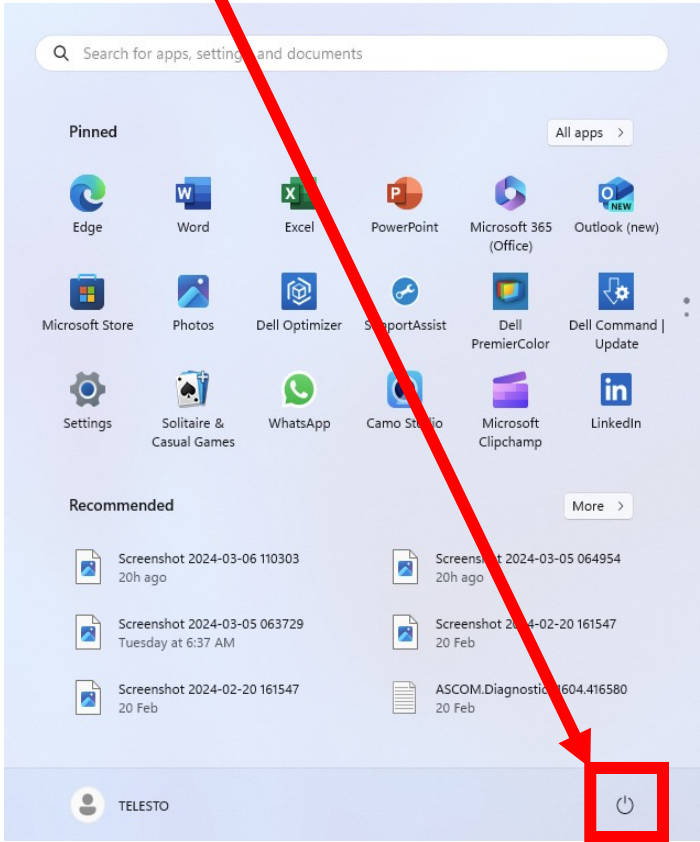 Search for apps, settings, and documents
Pinned
All apps >
Edge
Word
Excel
PowerPoint
Microsoft 365
(Office)
Outlook (new)
NEW
Microsoft Store
Photos
Dell Optimizer
SupportAssist
Dell
PremierColor
Dell Command |
Update
Settings
Solitaire &
Casual Games
WhatsApp
Camo Studio
Microsoft
Clipchamp
LinkedIn
Recommended
More >
Screenshot 2024-03-06 110303
20h ago
Screenshot 2024-03-05 064954
20h ago
Screenshot 2024-03-05 063729
Tuesday at 6:37 AM
Screenshot 2024-02-20 161547
20 Feb
Screenshot 2024-02-20 161547
20 Feb
20 Feb
TELESTO